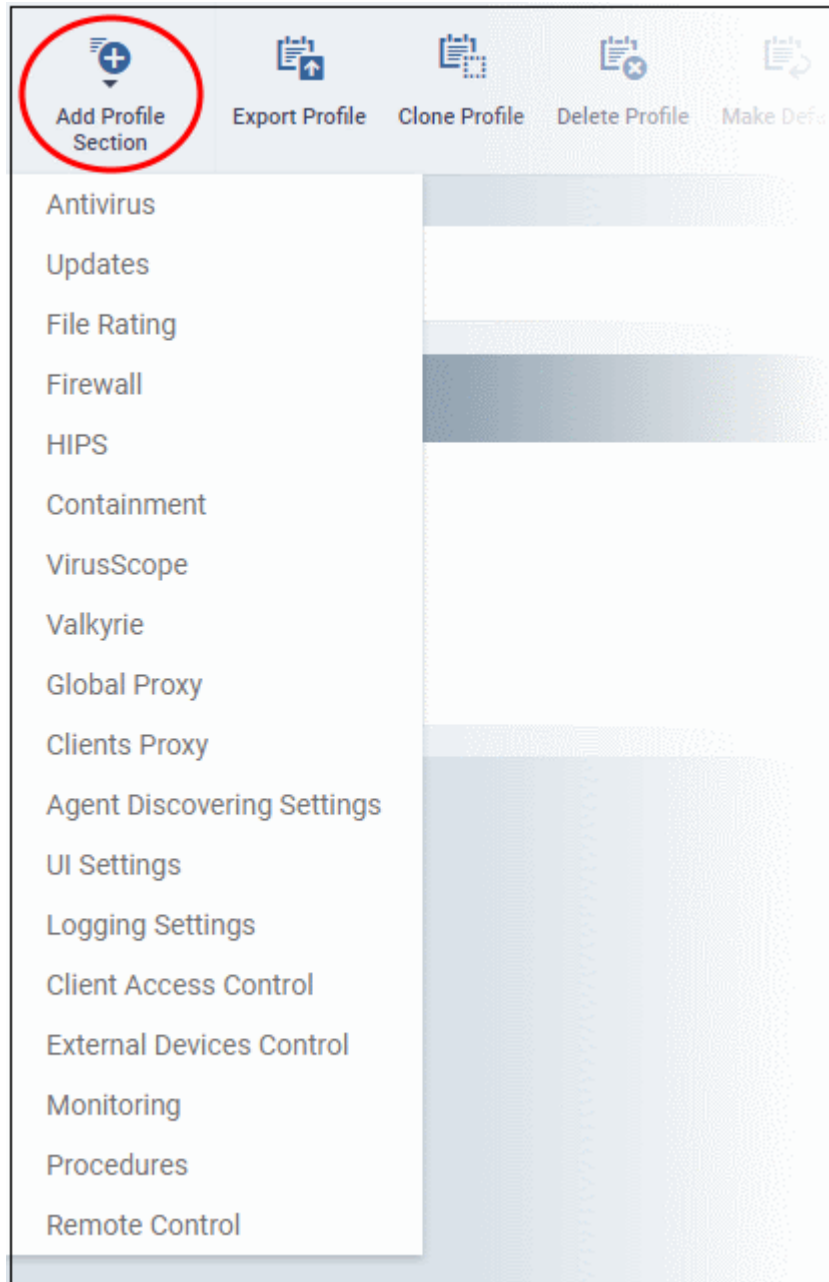 Add Profile
Section
Export Profile
Clone Profile
Delete Profile
Make
Antivirus
Updates
File Rating
Firewall
HIPS
Containment
VirusScope
Valkyrie
Global Proxy
Clients Proxy
Agent Discovering Settings
UI Settings
Logging Settings
Client Access Control
External Devices Control
Monitoring
Procedures
Remote Control